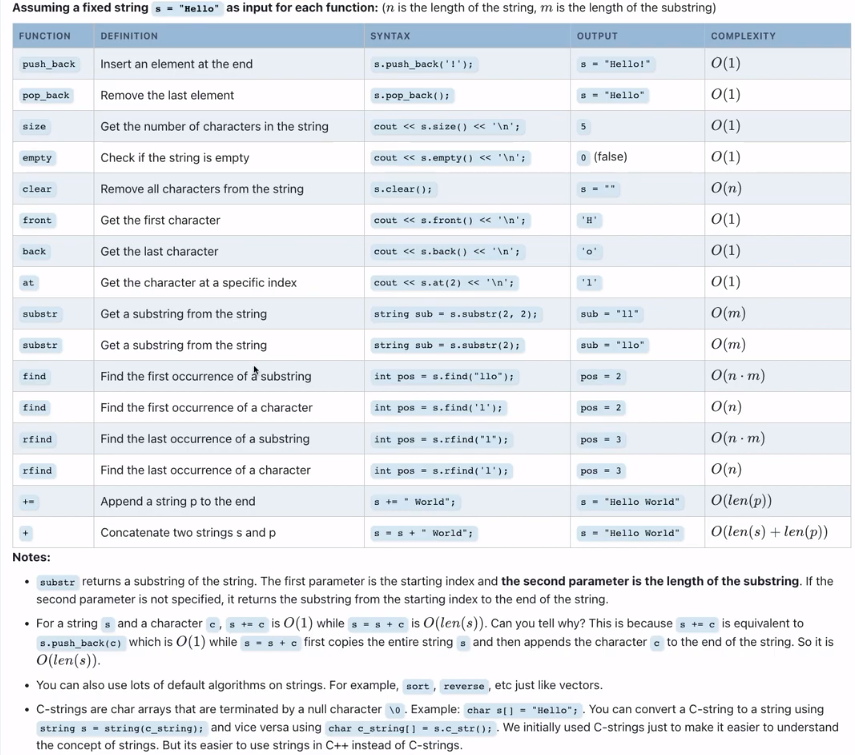 Assuming a fixed string s = "Hello" as input for each function: (n is the length of the string, m is the length of the substring)
FUNCTION DEFINITION SYNTAX OUTPUT COMPLEXITY
push_back Insert an element at the end s.push_back('!'); s = "Hello!" O(1)
pop_back Remove the last element s.pop_back(); s = "Hello" O(1)
size Get the number of characters in the string cout << s.size() << '\n'; 5 O(1)
empty Check if the string is empty cout << s.empty() << '\n'; 0 (false) O(1)
clear Remove all characters from the string s.clear(); s = "" O(n)
front Get the first character cout << s.front() << '\n'; 'H' O(1)
back Get the last character cout << s.back() << '\n'; 'o' O(1)
at Get the character at a specific index cout << s.at(2) << '\n'; 'l' O(1)
substr Get a substring from the string string sub = s.substr(2, 2); sub = "ll" O(m)
substr Get a substring from the string string sub = s.substr(2); sub = "llo" O(m)
find Find the first occurrence of a substring int pos = s.find("llo"); pos = 2 O(n · m)
find Find the first occurrence of a character int pos = s.find('l'); pos = 2 O(n)
rfind Find the last occurrence of a substring int pos = s.rfind("l"); pos = 3 O(n · m)
rfind Find the last occurrence of a character int pos = s.rfind('l'); pos = 3 O(n)
+= Append a string p to the end s += " World"; s = "Hello World" O(len(p))
+ Concatenate two strings s and p s = s + " World"; s = "Hello World" O(len(s) + len(p))
Notes:
• substr returns a substring of the string. The first parameter is the starting index and the second parameter is the length of the substring. If the
second parameter is not specified, it returns the substring from the starting index to the end of the string.
• For a string s and a character c, s += c is O(1) while s = s + c is O(len(s)). Can you tell why? This is because s += c is equivalent to
s.push_back(c) which is O(1) while s = s + c first copies the entire string s and then appends the character c to the end of the string. So it is
O(len(s)).
• You can also use lots of default algorithms on strings. For example, sort, reverse, etc just like vectors.
• C-strings are char arrays that are terminated by a null character \0. Example: char s[] = "Hello";. You can convert a C-string to a string using
string s = string(c_string); and vice versa using char c_string[] = s.c_str();. We initially used C-strings just to make it easier to understand
the concept of strings. But its easier to use strings in C++ instead of C-strings.